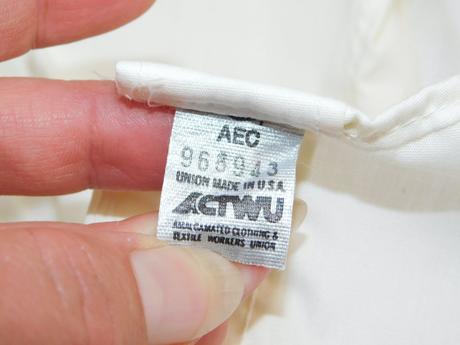 AEC
968943
UNION MADE IN U.S.A.
ACTWU
AMALGAMATED CLOTHING &
TEXTILE WORKERS UNION